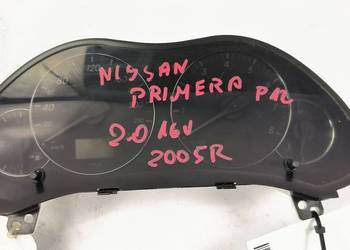 NISSAN
PRIMERA P12
2.0 16V
2005R